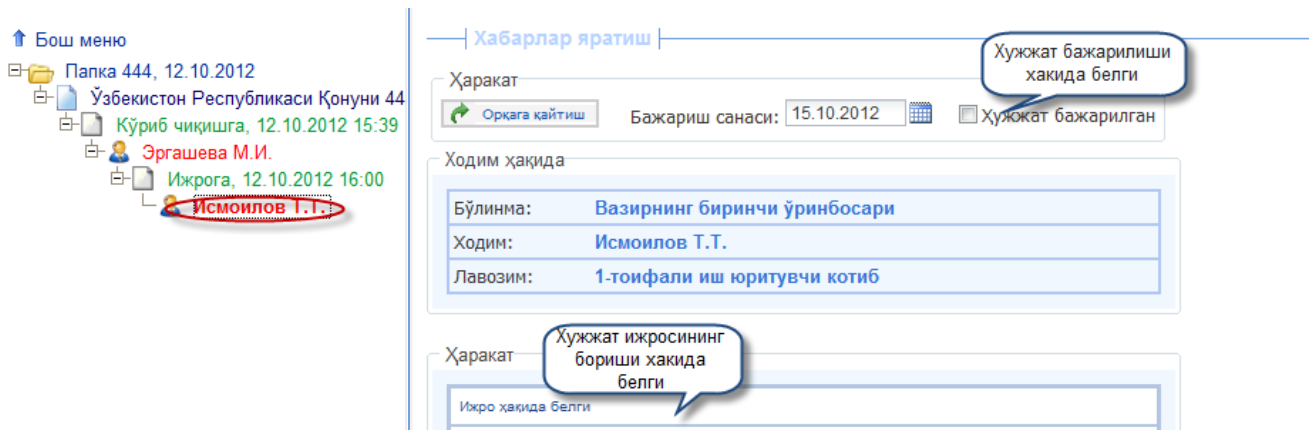 Бош меню
Папка 444, 12.10.2012
Ўзбекистон Республикаси Қонуни 44
Кўриб чиқишга, 12.10.2012 15:39
Эргашева М.И.
Ижрога, 12.10.2012 16:00
Исмоилов Т.Т.
Хабарлар яратиш
Хужжат бажарилиши
хакида белги
Ҳаракат
Орқага қайтиш
Бажариш санаси: 15.10.2012
Ҳужжат бажарилган
Ходим ҳақида
Бўлинма: Вазирнинг биринчи ўринбосари
Ходим: Исмоилов Т.Т.
Лавозим: 1-тоифали иш юритувчи котиб
Хужжат ижросининг
бориши хакида
белги
Ҳаракат
Ижро ҳақида белги